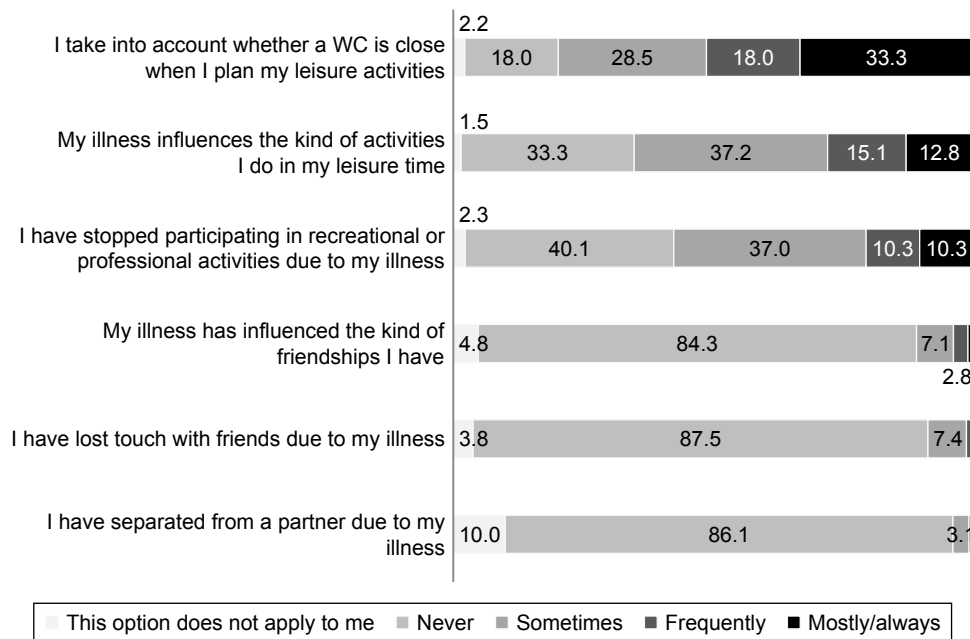 2.2
I take into account whether a WC is close
when I plan my leisure activities
18.0 28.5 18.0 33.3
1.5
My illness influences the kind of activities
I do in my leisure time
33.3 37.2 15.1 12.8
2.3
I have stopped participating in recreational or
professional activities due to my illness
40.1 37.0 10.3 10.3
My illness has influenced the kind of
friendships I have
4.8 84.3 7.1
2.8
I have lost touch with friends due to my illness
3.8 87.5 7.4
I have separated from a partner due to my
illness
10.0 86.1 3.1
This option does not apply to me Never Sometimes Frequently Mostly/always